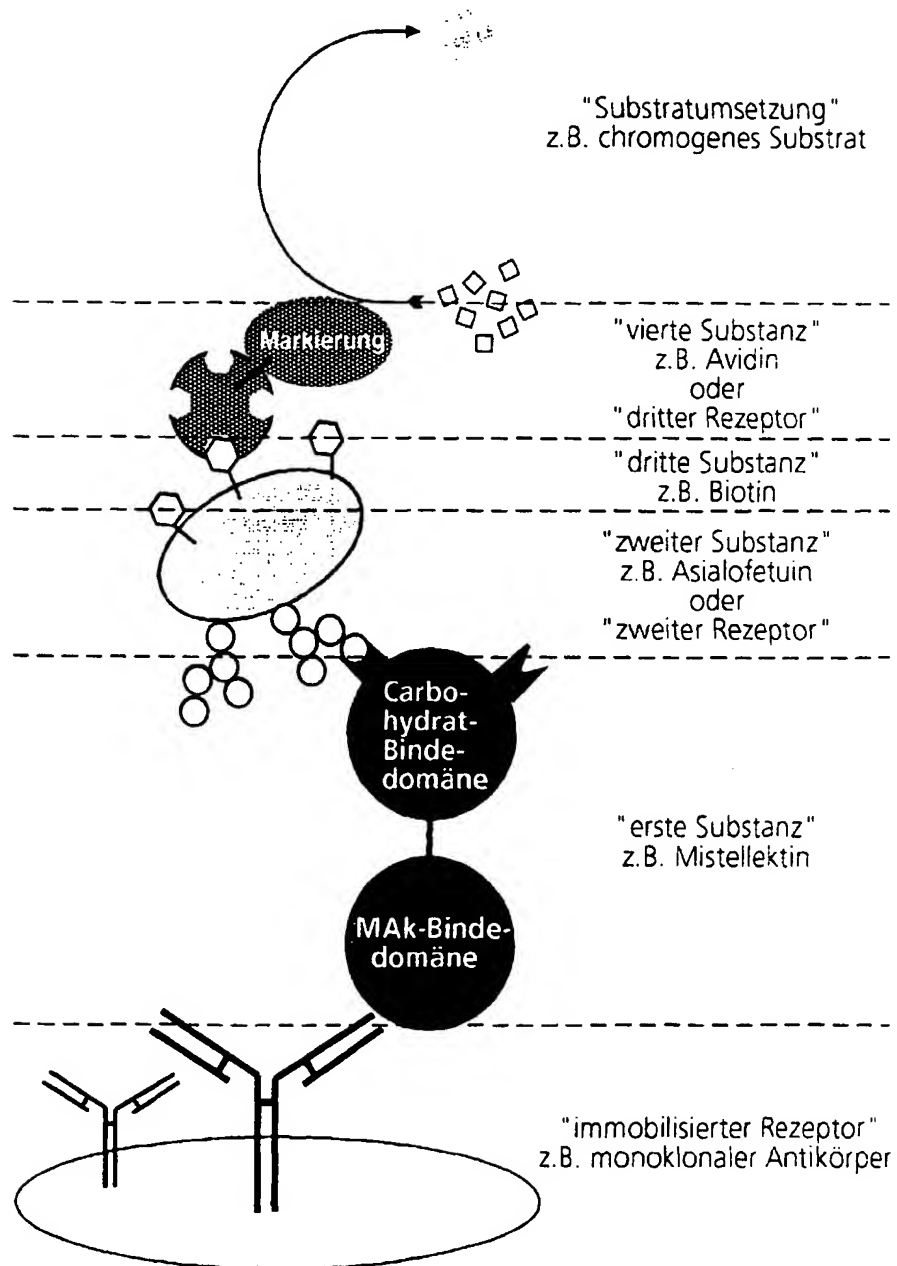 "Substratumsetzung"
z.B. chromogenes Substrat
Markierung
"vierte Substanz"
z.B. Avidin
oder
"dritter Rezeptor"
"dritte Substanz"
z.B. Biotin
"zweiter Substanz"
z.B. Asialofetuin
oder
"zweiter Rezeptor"
Carbo-
hydrat-
Binde-
domäne
"erste Substanz"
z.B. Mistellektin
MAk-Binde-
domäne
"immobilisierter Rezeptor"
z.B. monoklonaler Antikörper